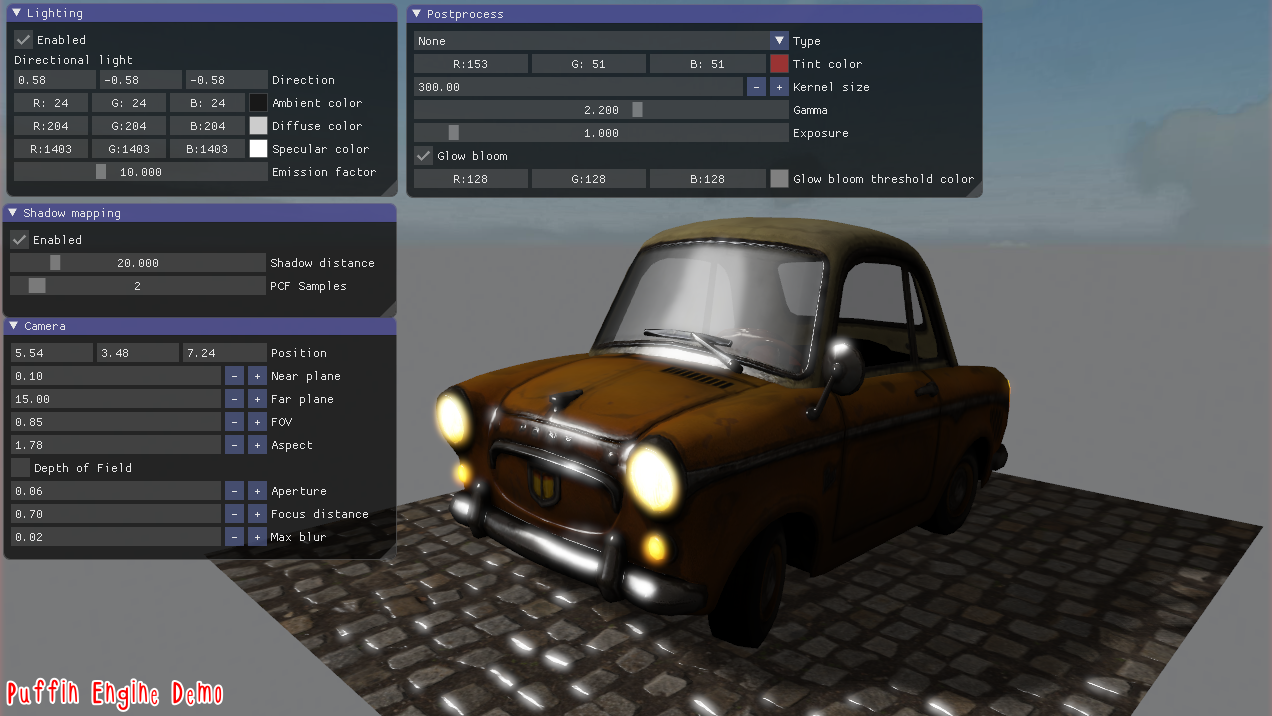 Lighting
Enabled
Directional light
0.58 -0.58 -0.58 Direction
R: 24 G: 24 B: 24 Ambient color
R:204 G:204 B:204 Diffuse color
R:1403 G:1403 B:1403 Specular color
10.000 Emission factor
Shadow mapping
Enabled
20.000 Shadow distance
2 PCF Samples
Camera
5.54 3.48 7.24 Position
0.10 - + Near plane
15.00 - + Far plane
0.85 - + FOV
1.78 - + Aspect
Depth of Field
0.06 - + Aperture
0.70 - + Focus distance
0.02 - + Max blur
Postprocess
None Type
R:153 G: 51 B: 51 Tint color
300.00 - + Kernel size
2.200 Gamma
1.000 Exposure
Glow bloom
R:128 G:128 B:128 Glow bloom threshold color
Puffin Engine Demo